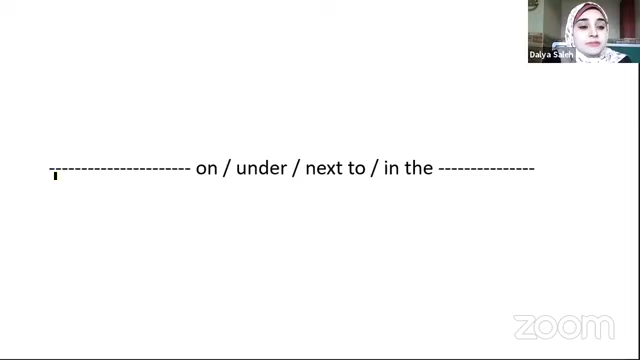 Dalya Saleh
---------------------- on / under / next to / in the ---------------
zoom